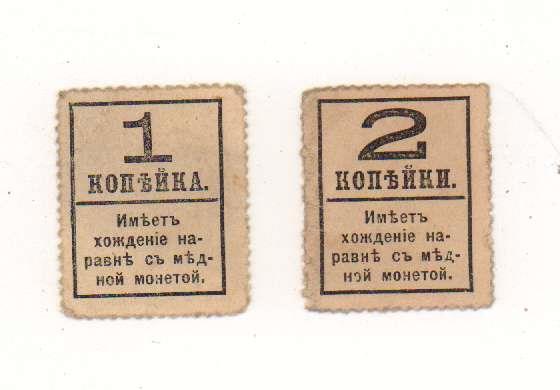 1
КОПѢЙКА.
Имѣетъ
хожденіе на-
равнѣ съ мѣд-
ной монетой.
2
КОПѢЙКИ.
Имѣетъ
хожденіе на-
равнѣ съ мѣд-
ной монетой.